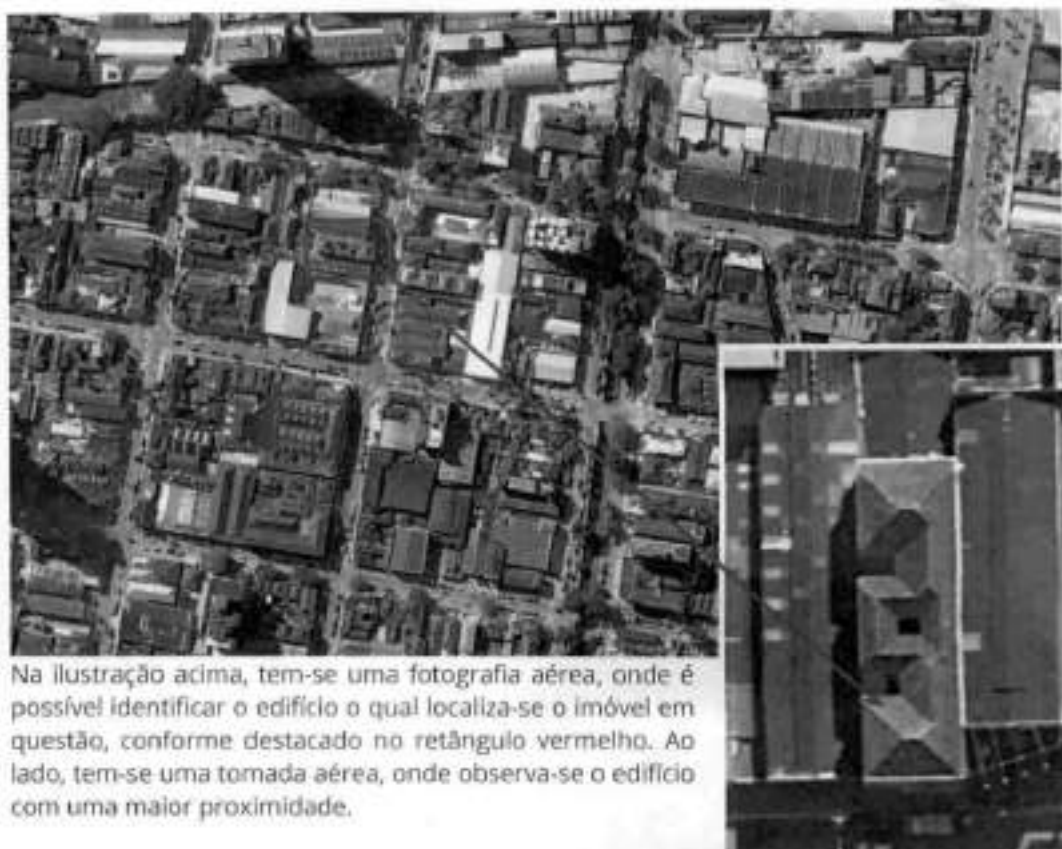 Na ilustração acima, tem-se uma fotografia aérea, onde é
possível identificar o edifício o qual localiza-se o imóvel em
questão, conforme destacado no retângulo vermelho. Ao
lado, tem-se uma tomada aérea, onde observa-se o edifício
com uma maior proximidade.